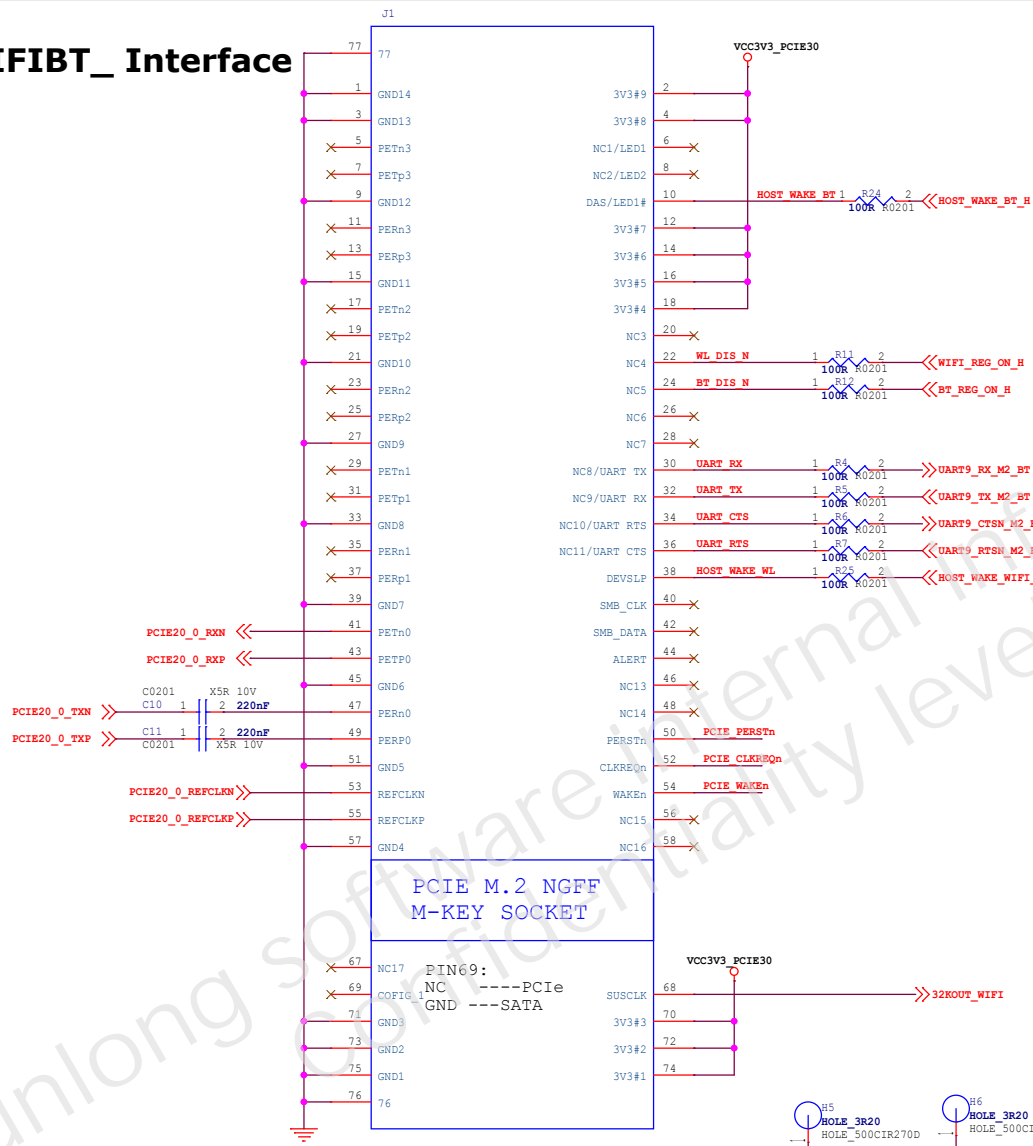 J1
IFIBT_ Interface
VCC3V3_PCIE30
77 77
1 GND14 3V3#9 2
3 GND13 3V3#8 4
5 PETn3 NC1/LED1 6
7 PETp3 NC2/LED2 8
9 GND12 DAS/LED1# 10 HOST_WAKE_BT 1 R24 2 HOST_WAKE_BT_H
100R R0201
11 PERn3 3V3#7 12
13 PERp3 3V3#6 14
15 GND11 3V3#5 16
17 PETn2 3V3#4 18
19 PETp2 NC3 20
21 GND10 NC4 22 WL_DIS_N 1 R11 2 WIFI_REG_ON_H
100R R0201
23 PERn2 NC5 24 BT_DIS_N 1 R12 2 BT_REG_ON_H
100R R0201
25 PERp2 NC6 26
27 GND9 NC7 28
29 PETn1 NC8/UART TX 30 UART_RX 1 R4 2 UART9_RX_M2_BT
100R R0201
31 PETp1 NC9/UART RX 32 UART_TX 1 R5 2 UART9_TX_M2_BT
100R R0201
33 GND8 NC10/UART RTS 34 UART_CTS 1 R6 2 UART9_CTSN_M2_
100R R0201
35 PERn1 NC11/UART CTS 36 UART_RTS 1 R7 2 UART9_RTSN_M2_
100R R0201
37 PERp1 DEVSLP 38 HOST_WAKE_WL 1 R25 2 HOST_WAKE_WIFI_
100R R0201
39 GND7 SMB_CLK 40
PCIE20_0_RXN 41 PETn0 SMB_DATA 42
PCIE20_0_RXP 43 PETP0 ALERT 44
45 GND6 NC13 46
C0201 X5R 10V
PCIE20_0_TXN C10 1 2 220nF 47 PERn0 NC14 48
PCIE20_0_TXP C11 1 2 220nF 49 PERP0 PERSTn 50 PCIE_PERSTn
C0201 X5R 10V
51 GND5 CLKREQn 52 PCIE_CLKREQn
PCIE20_0_REFCLKN 53 REFCLKN WAKEn 54 PCIE_WAKEn
PCIE20_0_REFCLKP 55 REFCLKP NC15 56
57 GND4 NC16 58
PCIE M.2 NGFF
M-KEY SOCKET
VCC3V3_PCIE30
67 NC17 PIN69:
NC ----PCIe
69 COFIG_1 SUSCLK 68 32KOUT_WIFI
GND ---SATA
71 GND3 3V3#3 70
73 GND2 3V3#2 72
75 GND1 3V3#1 74
76 76
H5
HOLE_3R20
HOLE_500CIR270D
H6
HOLE_3R20
HOLE_500C
nlong software internal inf
Confidentiality leve